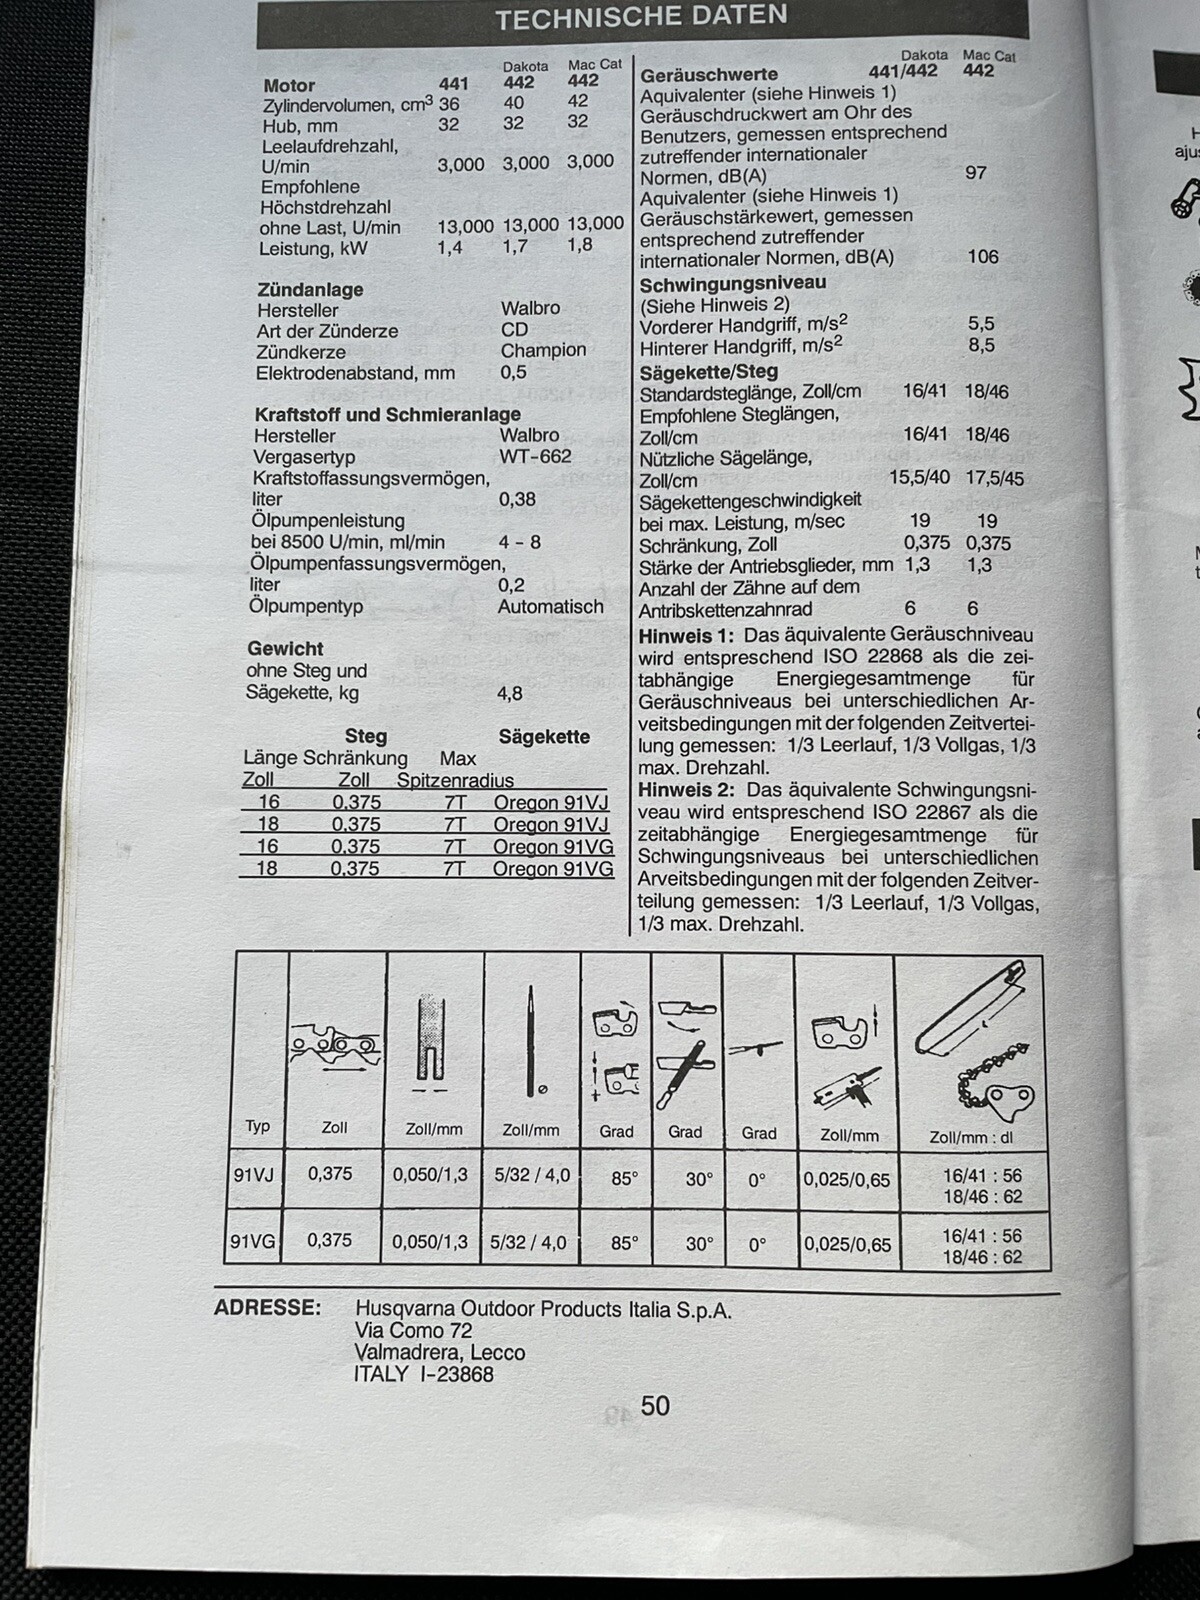 TECHNISCHE DATEN
Dakota Mac Cat
Motor 441 442 442
Zylindervolumen, cm3 36 40 42
Hub, mm 32 32 32
Leelaufdrehzahl,
U/min 3,000 3,000 3,000
Empfohlene
Höchstdrehzahl
ohne Last, U/min 13,000 13,000 13,000
Leistung, kW 1,4 1,7 1,8
Zündanlage
Hersteller Walbro
Art der Zünderze CD
Zündkerze Champion
Elektrodenabstand, mm 0,5
Kraftstoff und Schmieranlage
Hersteller Walbro
Vergasertyp WT-662
Kraftstoffassungsvermögen,
liter 0,38
Ölpumpenleistung
bei 8500 U/min, ml/min 4 - 8
Ölpumpenfassungsvermögen,
liter 0,2
Ölpumpentyp Automatisch
Gewicht
ohne Steg und
Sägekette, kg 4,8
Steg Sägekette
Länge Schränkung Max
Zoll Zoll Spitzenradius
16 0.375 7T Oregon 91VJ
18 0.375 7T Oregon 91VJ
16 0.375 7T Oregon 91VG
18 0.375 7T Oregon 91VG
Dakota Mac Cat
Geräuschwerte 441/442 442
Aquivalenter (siehe Hinweis 1)
Geräuschdruckwert am Ohr des
Benutzers, gemessen entsprechend
zutreffender internationaler
Normen, dB(A) 97
Aquivalenter (siehe Hinweis 1)
Geräuschstärkewert, gemessen
entsprechend zutreffender
internationaler Normen, dB(A) 106
Schwingungsniveau
(Siehe Hinweis 2)
Vorderer Handgriff, m/s2 5,5
Hinterer Handgriff, m/s2 8,5
Sägekette/Steg
Standardsteglänge, Zoll/cm 16/41 18/46
Empfohlene Steglängen,
Zoll/cm 16/41 18/46
Nützliche Sägelänge,
Zoll/cm 15,5/40 17,5/45
Sägekettengeschwindigkeit
bei max. Leistung, m/sec 19 19
Schränkung, Zoll 0,375 0,375
Stärke der Antriebsglieder, mm 1,3 1,3
Anzahl der Zähne auf dem
Antribskettenzahnrad 6 6
Hinweis 1: Das äquivalente Geräuschniveau
wird entspreschend ISO 22868 als die zei-
tabhängige Energiegesamtmenge für
Geräuschniveaus bei unterschiedlichen Ar-
veitsbedingungen mit der folgenden Zeitvertei-
lung gemessen: 1/3 Leerlauf, 1/3 Vollgas, 1/3
max. Drehzahl.
Hinweis 2: Das äquivalente Schwingungsni-
veau wird entspreschend ISO 22867 als die
zeitabhängige Energiegesamtmenge für
Schwingungsniveaus bei unterschiedlichen
Arveitsbedingungen mit der folgenden Zeitver-
teilung gemessen: 1/3 Leerlauf, 1/3 Vollgas,
1/3 max. Drehzahl.
Typ Zoll Zoll/mm Zoll/mm Grad Grad Grad Zoll/mm Zoll/mm : dl
91VJ 0,375 0,050/1,3 5/32 / 4,0 85° 30° 0° 0,025/0,65 16/41 : 56
18/46 : 62
91VG 0,375 0,050/1,3 5/32 / 4,0 85° 30° 0° 0,025/0,65 16/41 : 56
18/46 : 62
ADRESSE: Husqvarna Outdoor Products Italia S.p.A.
Via Como 72
Valmadrera, Lecco
ITALY I-23868
50